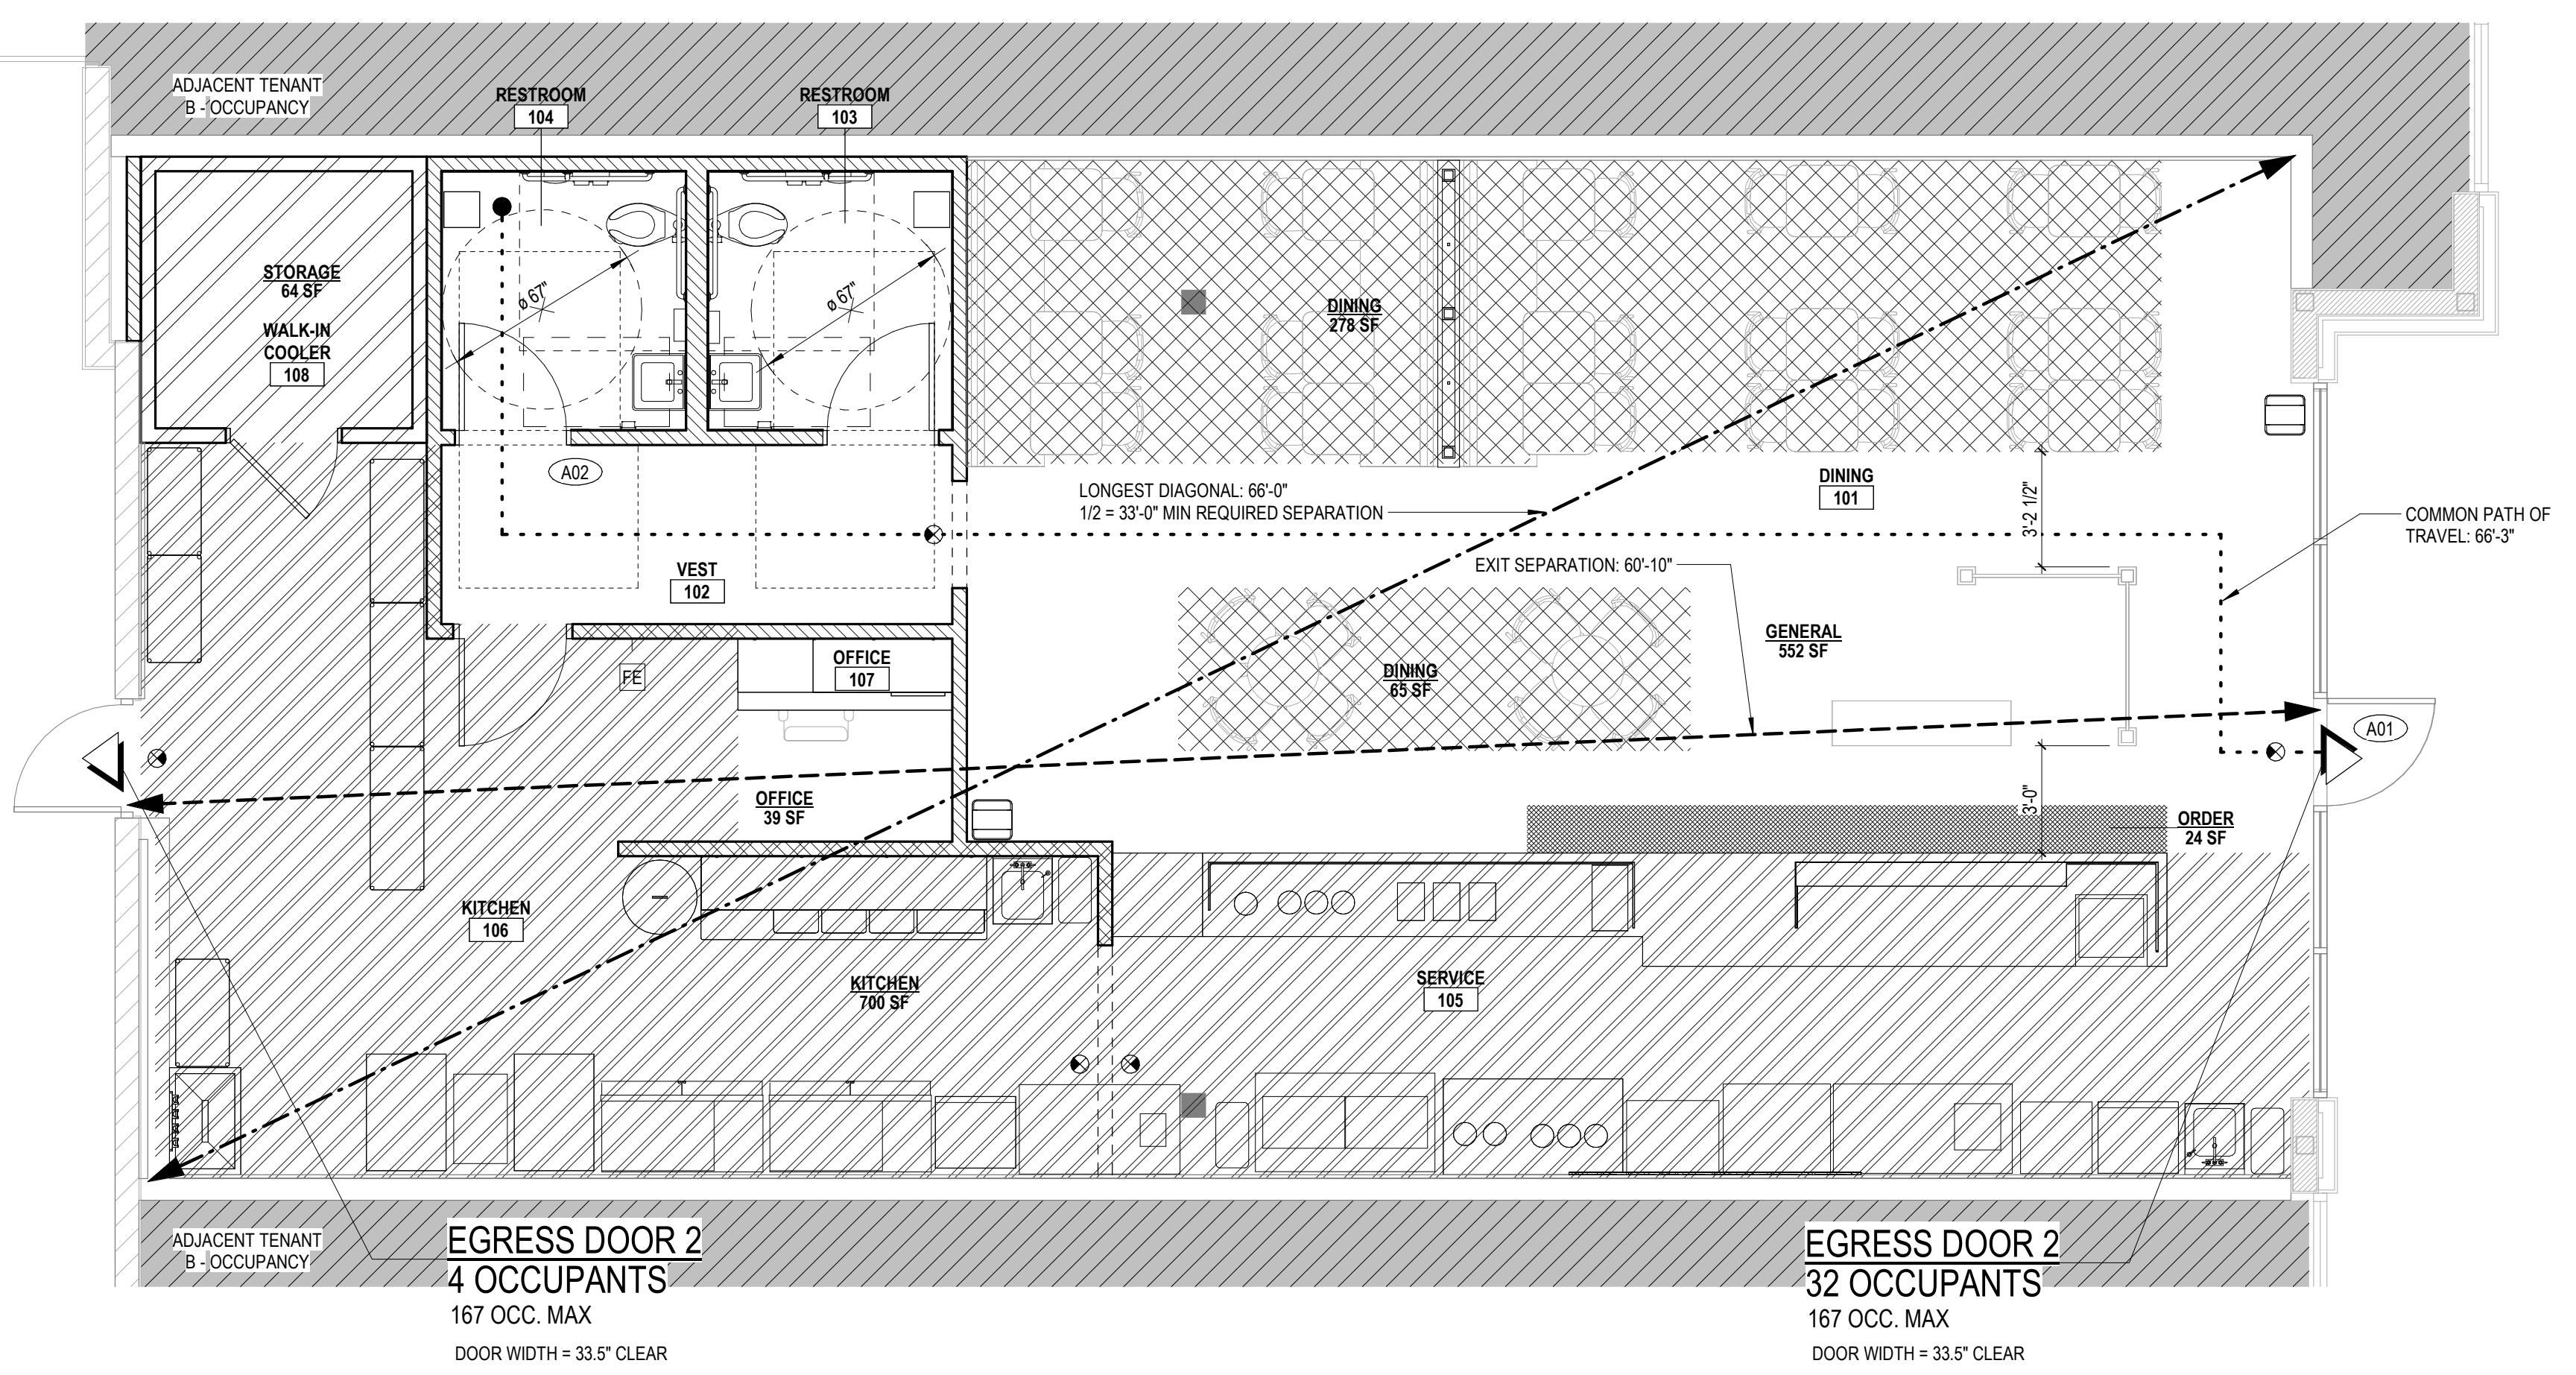 ADJACENT TENANT
B - OCCUPANCY
RESTROOM
104
RESTROOM
103
STORAGE
64 SF
WALK-IN
COOLER
108
ø 67"
ø 67"
DINING
278 SF
A02
LONGEST DIAGONAL: 66'-0"
1/2 = 33'-0" MIN REQUIRED SEPARATION
DINING
101
3'-2 1/2"
COMMON PATH OF
TRAVEL: 66'-3"
VEST
102
EXIT SEPARATION: 60'-10"
GENERAL
552 SF
FE
OFFICE
107
DINING
65 SF
A01
OFFICE
39 SF
3'-0"
ORDER
24 SF
KITCHEN
106
KITCHEN
700 SF
SERVICE
105
ADJACENT TENANT
B - OCCUPANCY
EGRESS DOOR 2
4 OCCUPANTS
167 OCC. MAX
DOOR WIDTH = 33.5" CLEAR
EGRESS DOOR 2
32 OCCUPANTS
167 OCC. MAX
DOOR WIDTH = 33.5" CLEAR